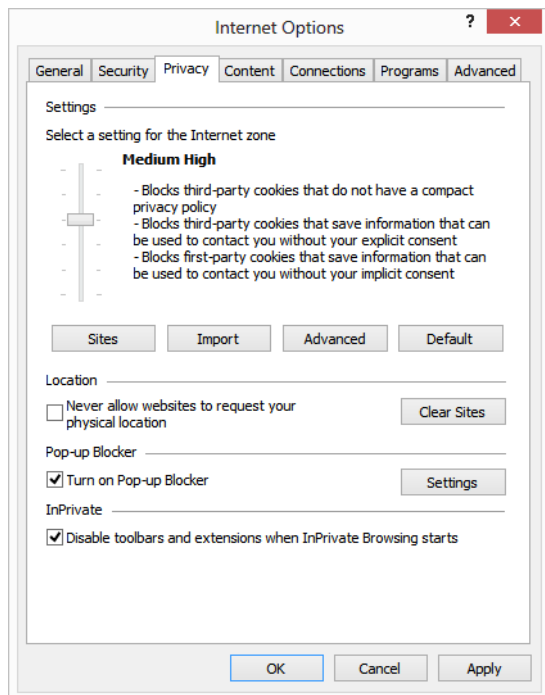 Internet Options
?
×
General Security Privacy Content Connections Programs Advanced
Settings
Select a setting for the Internet zone
Medium High
- Blocks third-party cookies that do not have a compact
privacy policy
- Blocks third-party cookies that save information that can
be used to contact you without your explicit consent
- Blocks first-party cookies that save information that can
be used to contact you without your implicit consent
Sites Import Advanced Default
Location
Never allow websites to request your
physical location
Clear Sites
Pop-up Blocker
Turn on Pop-up Blocker
Settings
InPrivate
Disable toolbars and extensions when InPrivate Browsing starts
OK Cancel Apply